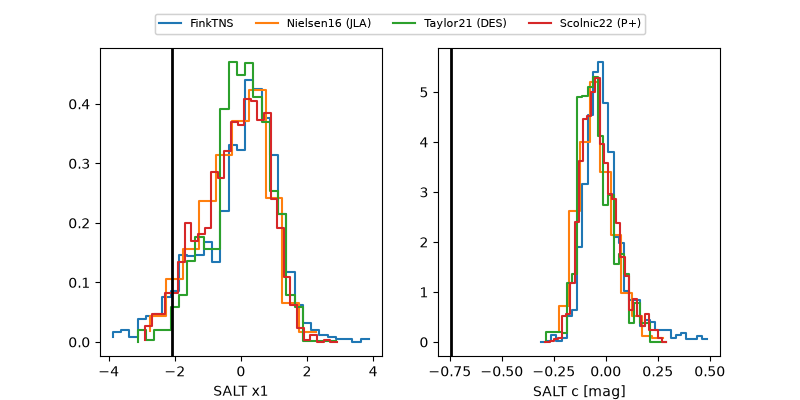 FinkTNS Nielsen16 (JLA) Taylor21 (DES) Scolnic22 (P+)
0.4
0.3
0.2
0.1
0.0
−4 −2 0 2 4
SALT x1
5
4
3
2
1
0
−0.75 −0.50 −0.25 0.00 0.25 0.50
SALT c [mag]